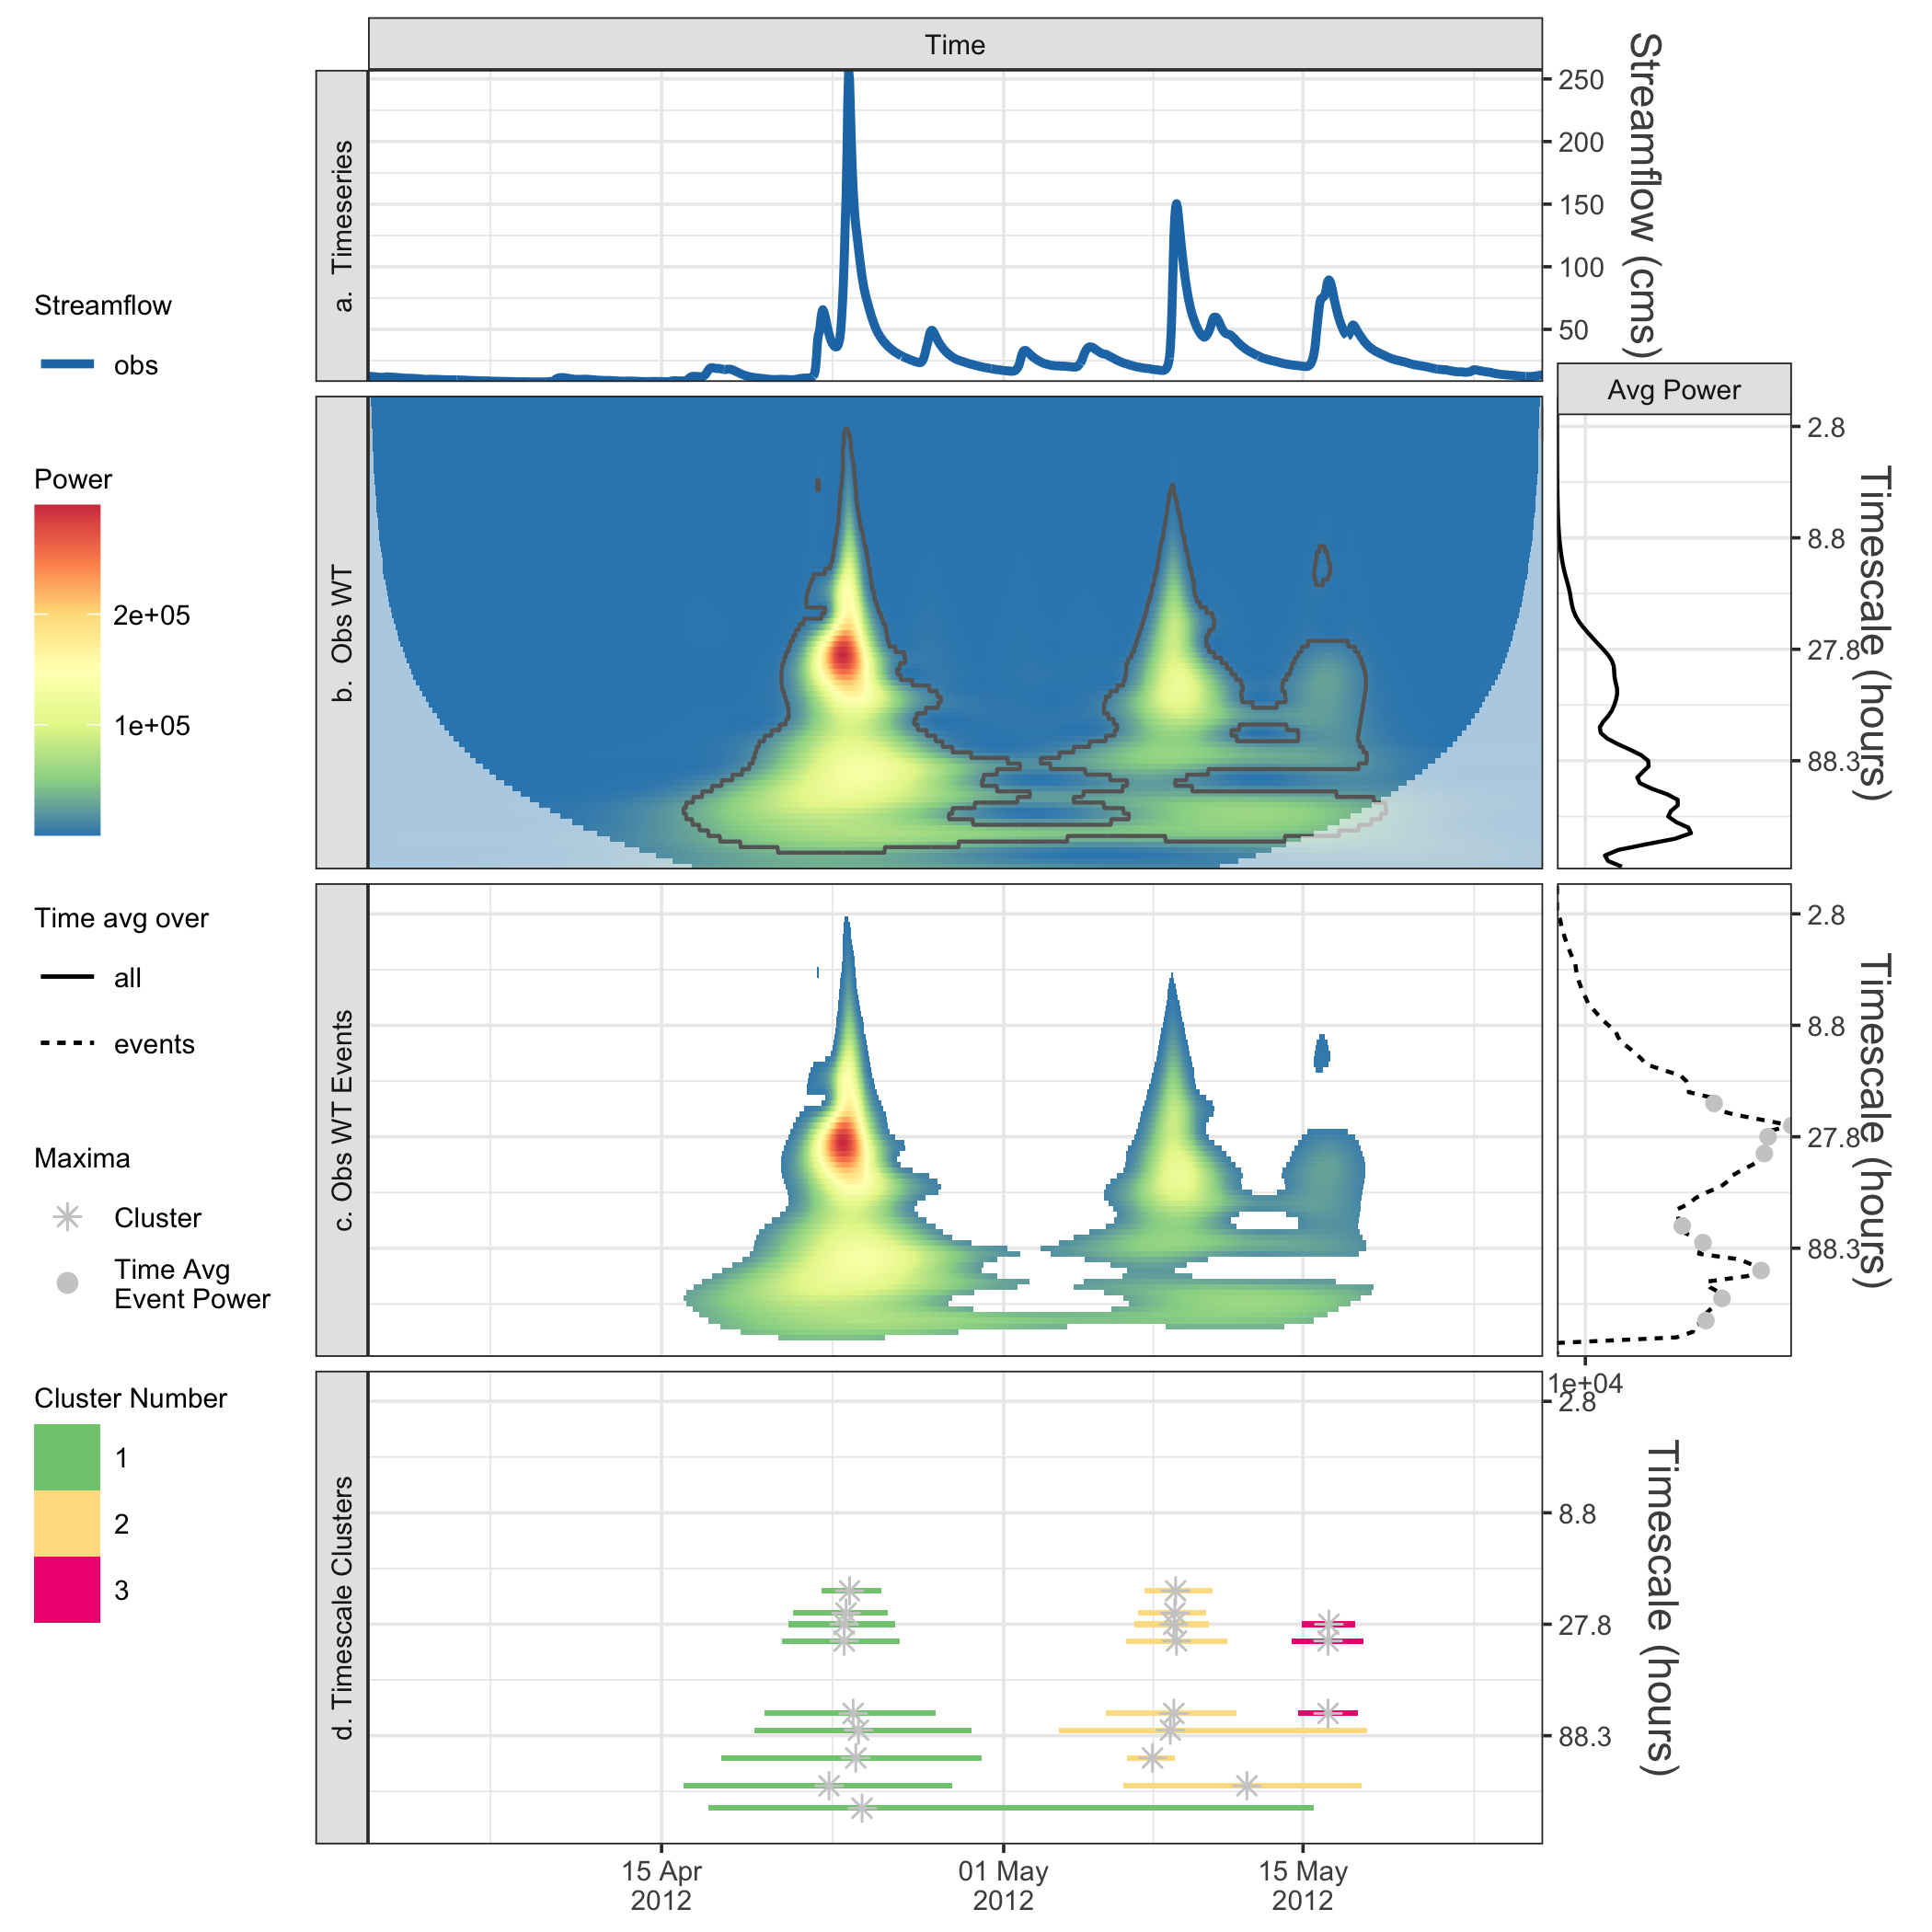 Time
Streamflow (cms)
a.  Timeseries
250
200
150
100
50
Streamflow
obs
Avg Power
Power
2e+05
1e+05
b.  Obs WT
2.8
8.8
27.8
88.3
Timescale (hours)
Time avg over
all
events
Maxima
Cluster
Time Avg
Event Power
c. Obs WT Events
2.8
8.8
27.8
88.3
Timescale (hours)
1e+04
Cluster Number
1
2
3
d. Timescale Clusters
2.8
8.8
27.8
88.3
Timescale (hours)
15 Apr
2012
01 May
2012
15 May
2012